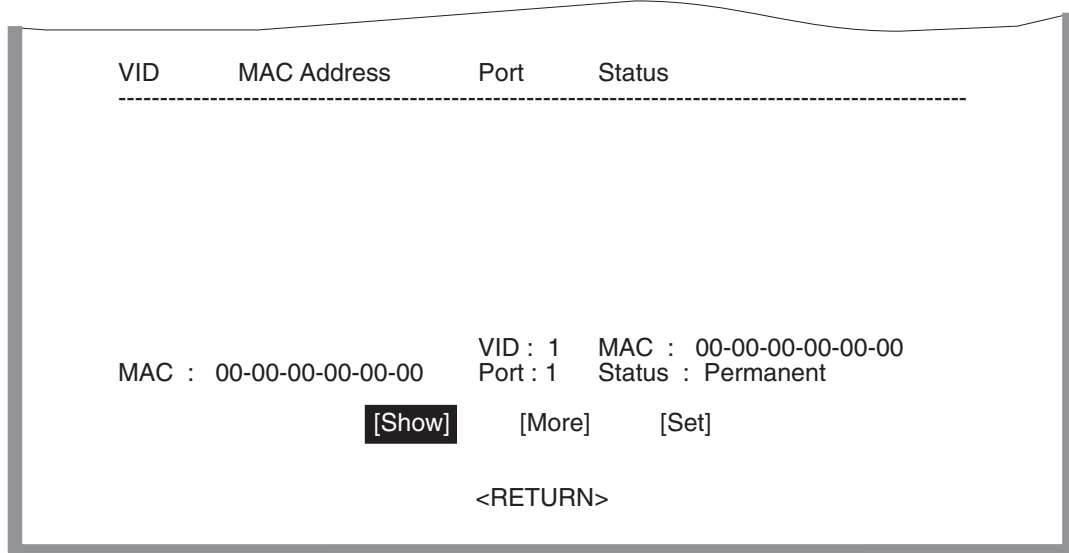 VID MAC Address Port Status
------------------------------------------------------------------------------------------------------
VID : 1 MAC : 00-00-00-00-00-00
MAC : 00-00-00-00-00-00 Port : 1 Status : Permanent
[Show] [More] [Set]
<RETURN>